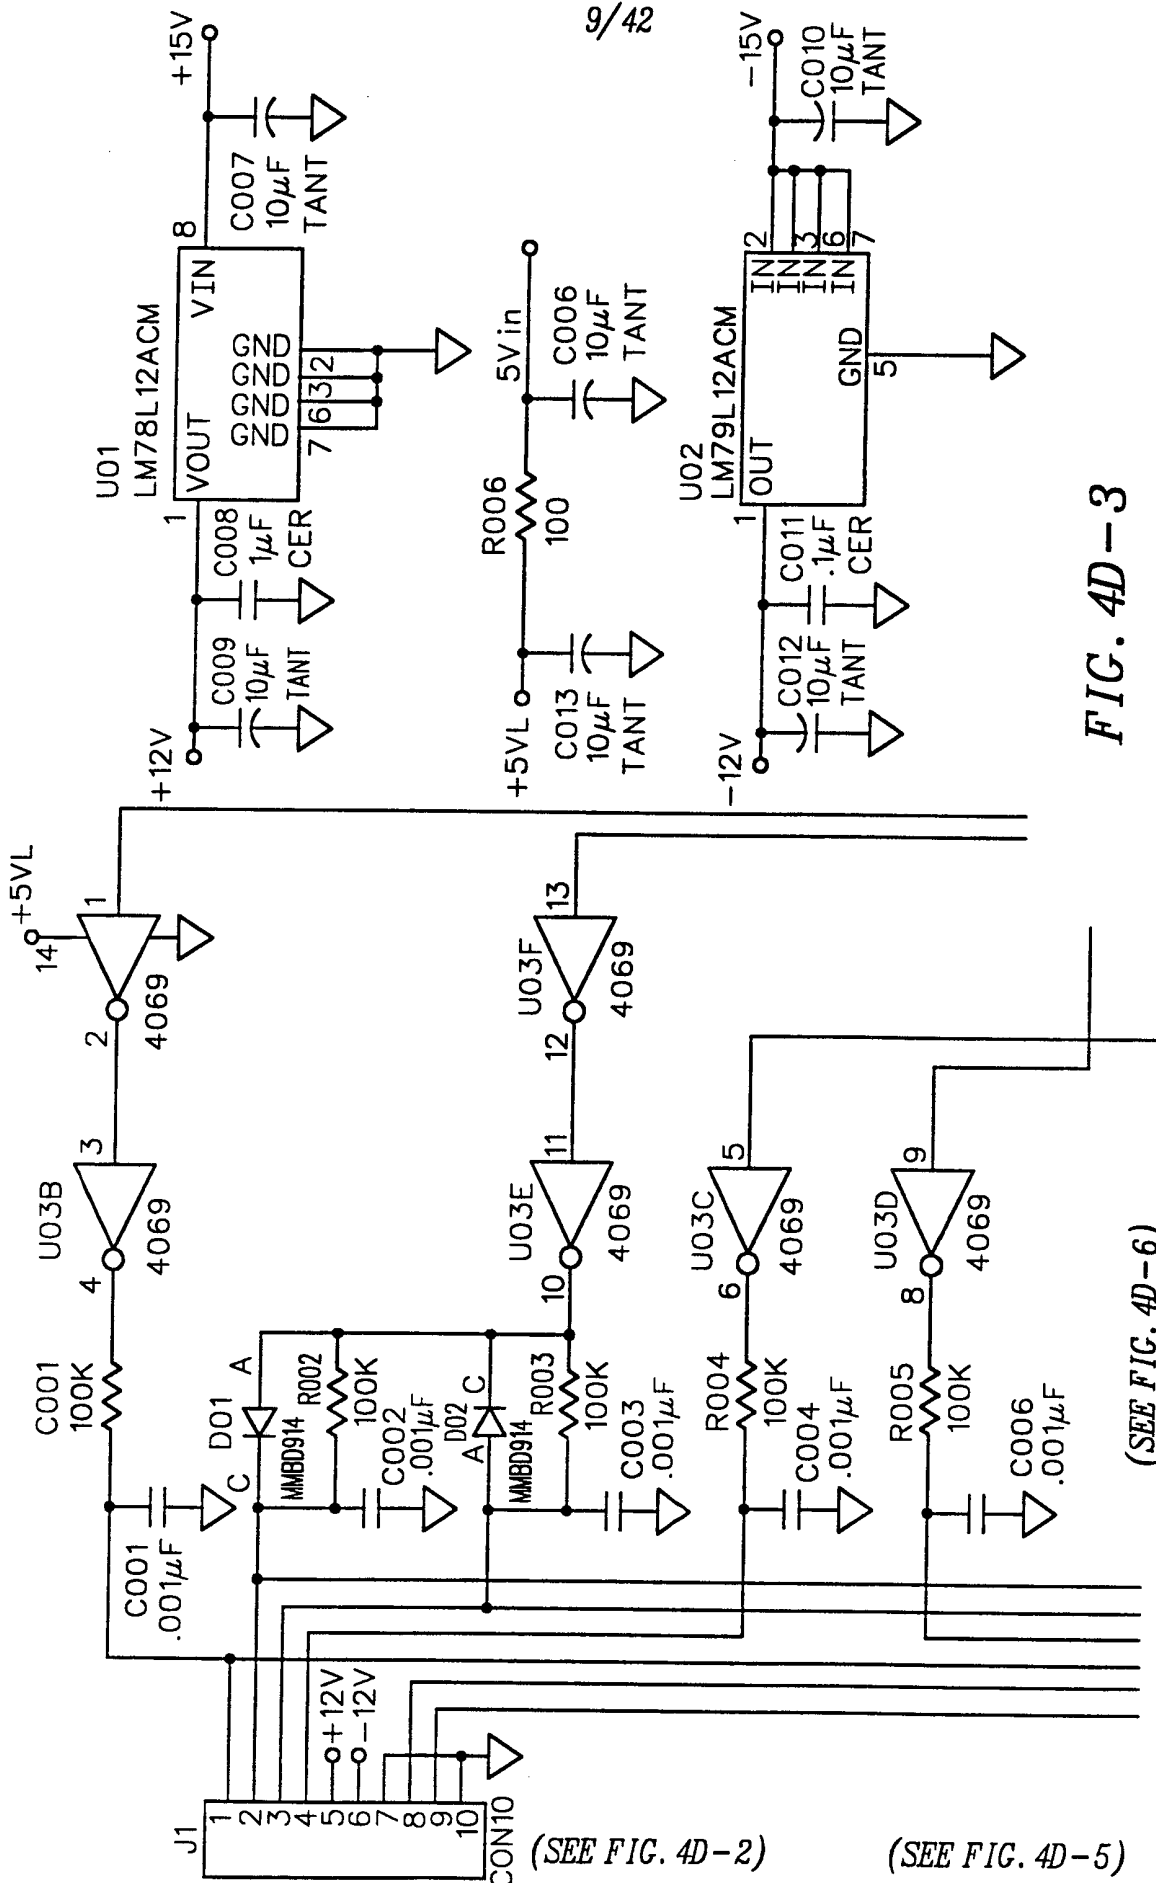 9/42
+15V
C007
10µF
TANT
8
VIN
U01
LM78L12ACM
VOUT
GND
GND
GND
GND
2
3
6
7
1
C008
1µF
CER
C009
10µF
TANT
+12V
5Vin
C006
10µF
TANT
R006
100
+5VL
C013
10µF
TANT
-15V
C010
10µF
TANT
U02
LM79L12ACM
OUT
IN 2
IN 3
IN 6
IN 7
GND
5
1
C011
.1µF
CER
C012
10µF
TANT
-12V
FIG. 4D-3
+5VL
14
1
2
4069
3
U03B
4069
4
C001
100K
C001
.001µF
13
U03F
4069
12
11
U03E
4069
10
A
D01
C
MMBD914
R002
100K
C002
.001µF
D02
A
C
MMBD914
R003
100K
C003
.001µF
5
U03C
4069
6
R004
100K
C004
.001µF
9
U03D
4069
8
R005
100K
C006
.001µF
(SEE FIG. 4D-6)
J1
1
2
3
4
5
6
7
8
9
10
+12V
-12V
CON10
(SEE FIG. 4D-2)
(SEE FIG. 4D-5)